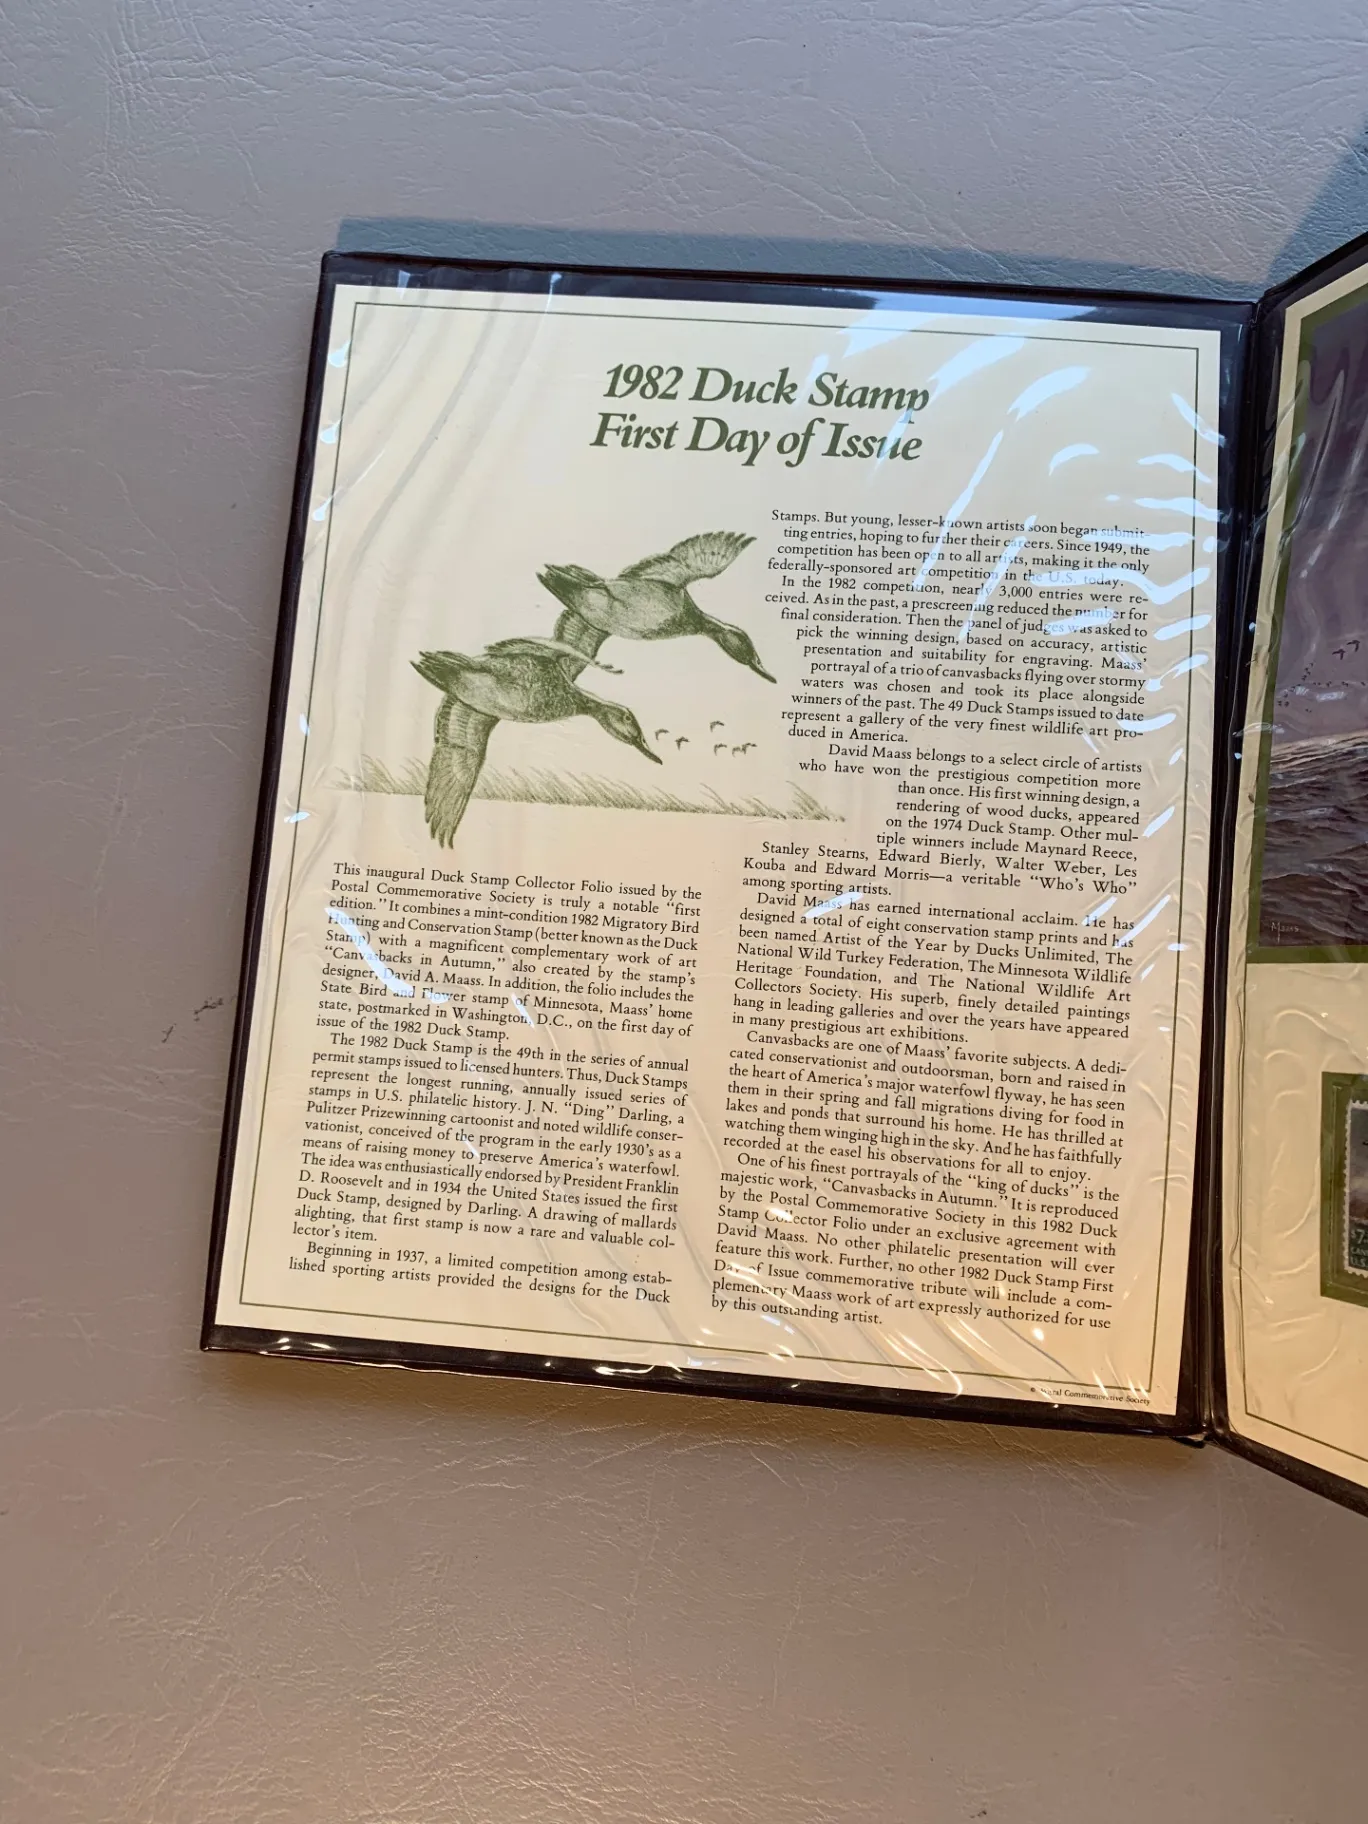 1982 Duck Stamp
First Day of Issue
This inaugural Duck Stamp Collector Folio issued by the
Postal Commemorative Society is truly a notable “first
edition.” It combines a mint-condition 1982 Migratory Bird
Hunting and Conservation Stamp (better known as the Duck
Stamp) with a magnificent complementary work of art
“Canvasbacks in Autumn,” also created by the stamp’s
designer, David A. Maass. In addition, the folio includes the
State Bird and Flower stamp of Minnesota, Maass’ home
state, postmarked in Washington, D.C., on the first day of
issue of the 1982 Duck Stamp.
The 1982 Duck Stamp is the 49th in the series of annual
permit stamps issued to licensed hunters. Thus, Duck Stamps
represent the longest running, annually issued series of
stamps in U.S. philatelic history. J. N. “Ding” Darling, a
Pulitzer Prizewinning cartoonist and noted wildlife conser-
vationist, conceived of the program in the early 1930’s as a
means of raising money to preserve America’s waterfowl.
The idea was enthusiastically endorsed by President Franklin
D. Roosevelt and in 1934 the United States issued the first
Duck Stamp, designed by Darling. A drawing of mallards
alighting, that first stamp is now a rare and valuable col-
lector’s item.
Beginning in 1937, a limited competition among estab-
lished sporting artists provided the designs for the Duck
Stamps. But young, lesser-known artists soon began submit-
ting entries, hoping to further their careers. Since 1949, the
competition has been open to all artists, making it the only
federally-sponsored art competition in the U.S. today.
In the 1982 competition, nearly 3,000 entries were re-
ceived. As in the past, a prescreening reduced the number for
final consideration. Then the panel of judges was asked to
pick the winning design, based on accuracy, artistic
presentation and suitability for engraving. Maass’
portrayal of a trio of canvasbacks flying over stormy
waters was chosen and took its place alongside
winners of the past. The 49 Duck Stamps issued to date
represent a gallery of the very finest wildlife art pro-
duced in America.
David Maass belongs to a select circle of artists
who have won the prestigious competition more
than once. His first winning design, a
rendering of wood ducks, appeared
on the 1974 Duck Stamp. Other mul-
tiple winners include Maynard Reece,
Stanley Stearns, Edward Bierly, Walter Weber, Les
Kouba and Edward Morris—a veritable “Who’s Who”
among sporting artists.
David Maass has earned international acclaim. He has
designed a total of eight conservation stamp prints and has
been named Artist of the Year by Ducks Unlimited, The
National Wild Turkey Federation, The Minnesota Wildlife
Heritage Foundation, and The National Wildlife Art
Collectors Society. His superb, finely detailed paintings
hang in leading galleries and over the years have appeared
in many prestigious art exhibitions.
Canvasbacks are one of Maass’ favorite subjects. A dedi-
cated conservationist and outdoorsman, born and raised in
the heart of America’s major waterfowl flyway, he has seen
them in their spring and fall migrations diving for food in
lakes and ponds that surround his home. He has thrilled at
watching them winging high in the sky. And he has faithfully
recorded at the easel his observations for all to enjoy.
One of his finest portrayals of the “king of ducks” is the
majestic work, “Canvasbacks in Autumn.” It is reproduced
by the Postal Commemorative Society in this 1982 Duck
Stamp Collector Folio under an exclusive agreement with
David Maass. No other philatelic presentation will ever
feature this work. Further, no other 1982 Duck Stamp First
Day of Issue commemorative tribute will include a com-
plementary Maass work of art expressly authorized for use
by this outstanding artist.
© Postal Commemorative Society
Maass